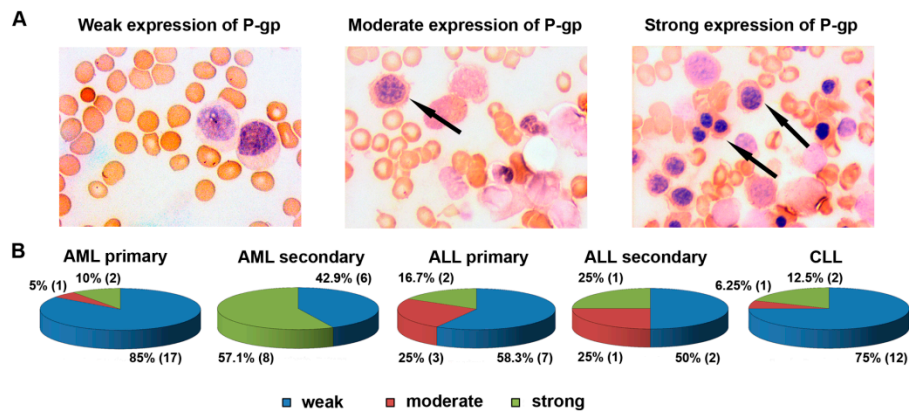 A
Weak expression of P-gp
Moderate expression of P-gp
Strong expression of P-gp
B
AML primary
5% (1)
10% (2)
85% (17)
AML secondary
42.9% (6)
57.1% (8)
ALL primary
16.7% (2)
25% (3)
58.3% (7)
ALL secondary
25% (1)
25% (1)
50% (2)
CLL
12.5% (2)
6.25% (1)
75% (12)
weak
moderate
strong